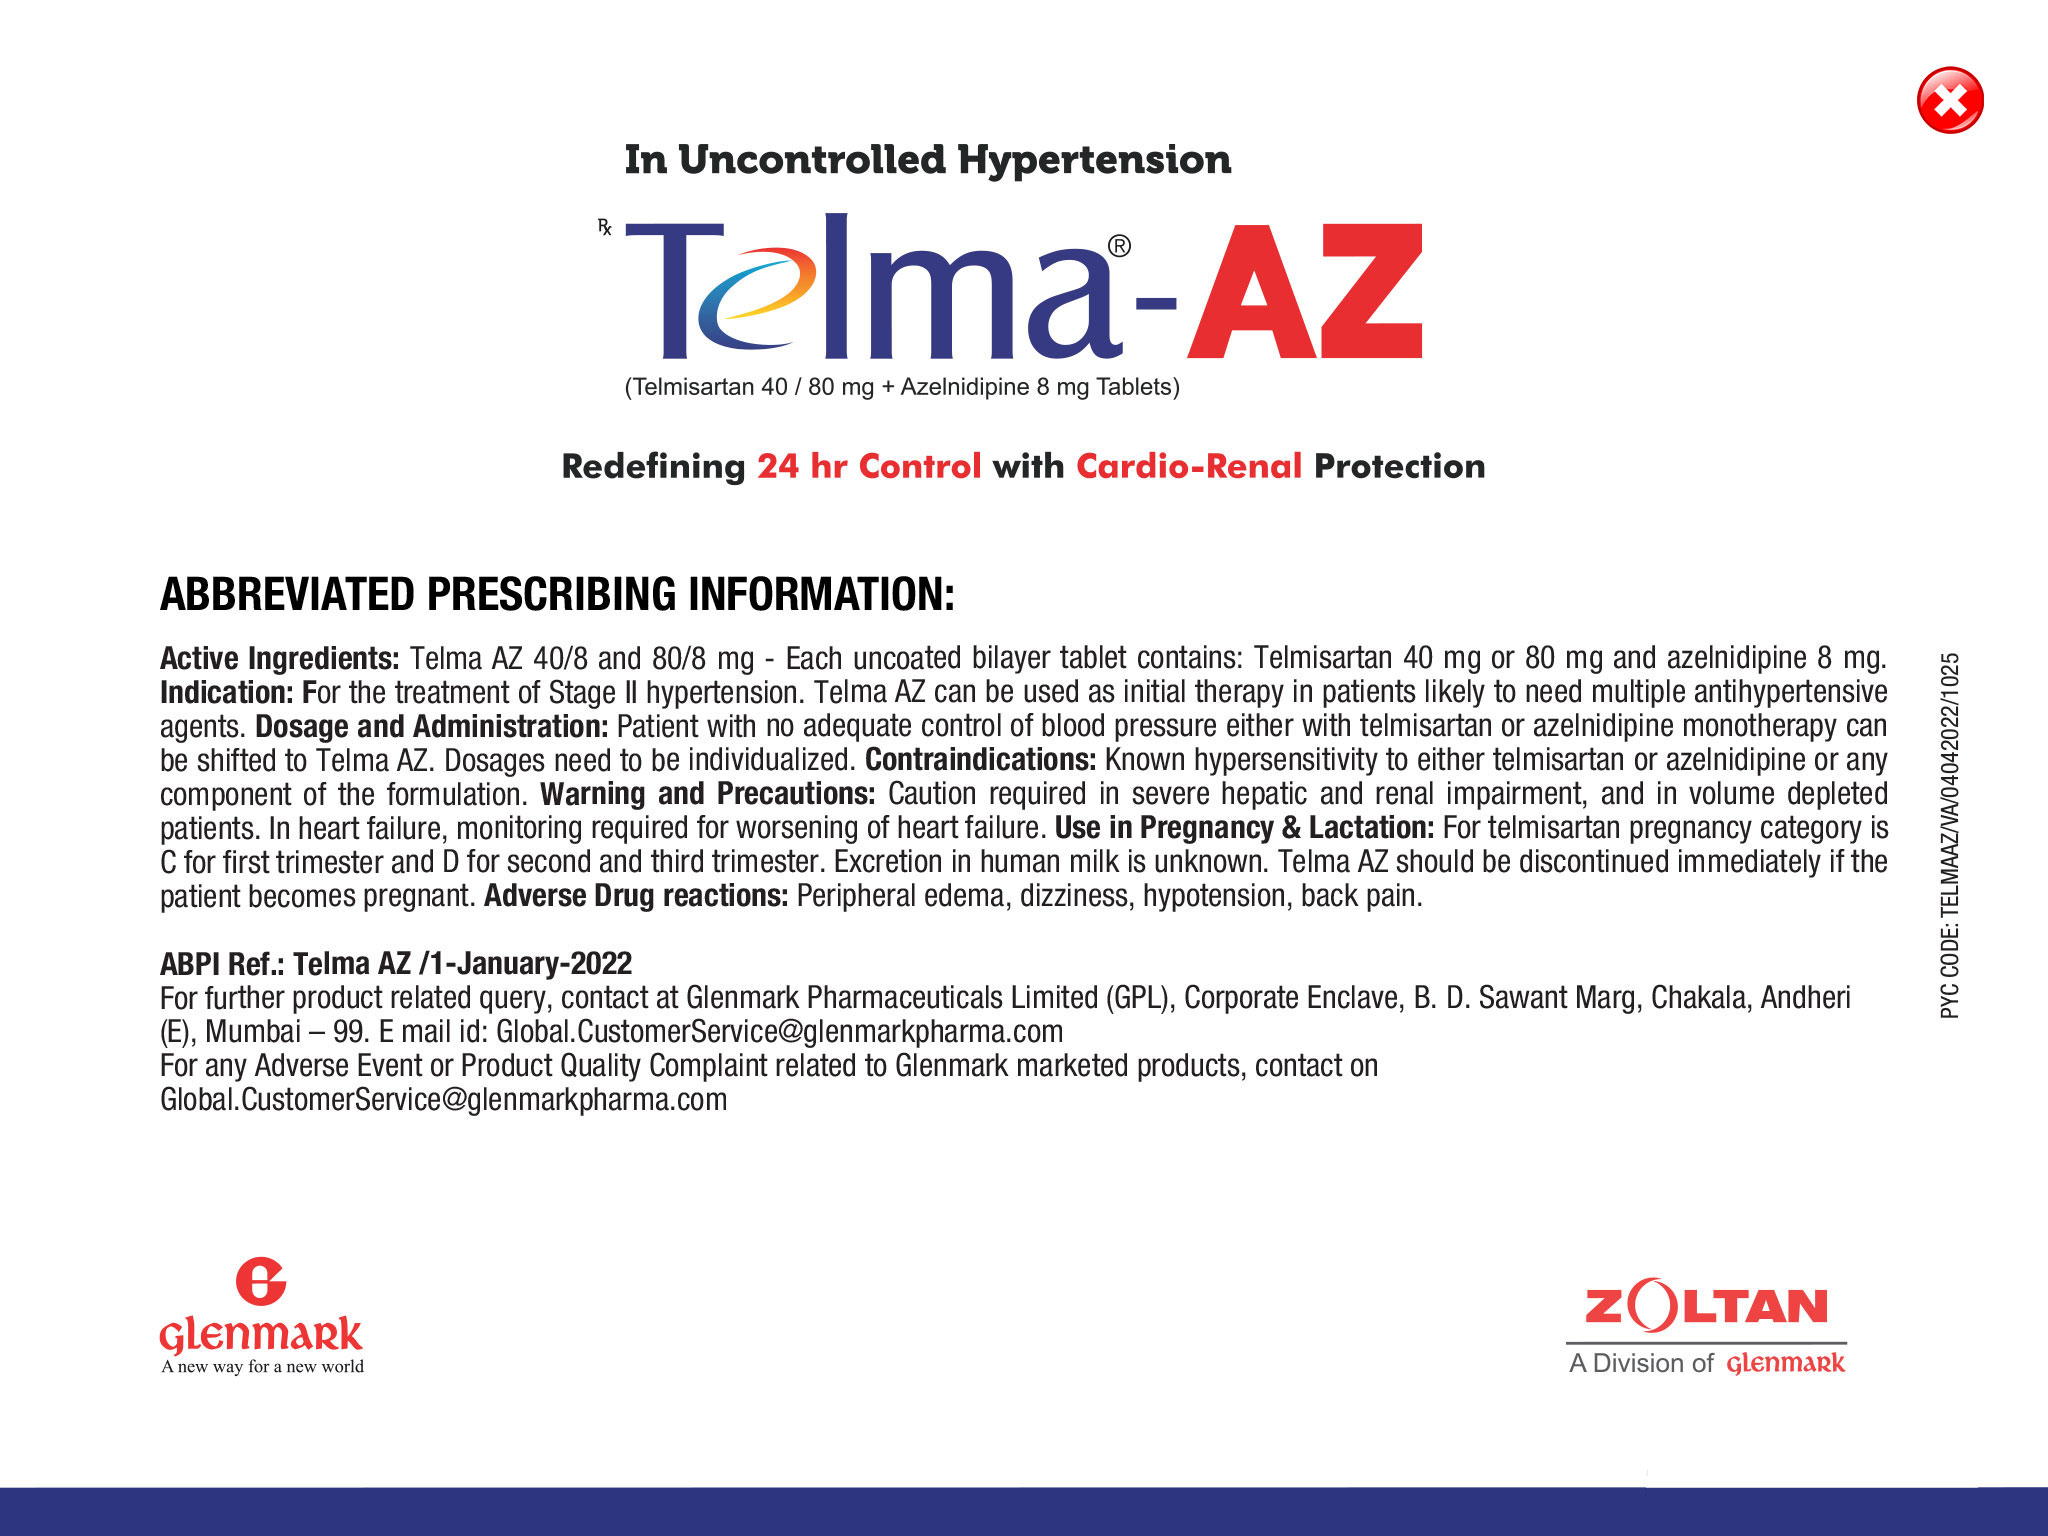 In Uncontrolled Hypertension
℞ Telma®-AZ
(Telmisartan 40 / 80 mg + Azelnidipine 8 mg Tablets)
Redefining 24 hr Control with Cardio-Renal Protection
ABBREVIATED PRESCRIBING INFORMATION:
Active Ingredients: Telma AZ 40/8 and 80/8 mg - Each uncoated bilayer tablet contains: Telmisartan 40 mg or 80 mg and azelnidipine 8 mg.
Indication: For the treatment of Stage II hypertension. Telma AZ can be used as initial therapy in patients likely to need multiple antihypertensive
agents. Dosage and Administration: Patient with no adequate control of blood pressure either with telmisartan or azelnidipine monotherapy can
be shifted to Telma AZ. Dosages need to be individualized. Contraindications: Known hypersensitivity to either telmisartan or azelnidipine or any
component of the formulation. Warning and Precautions: Caution required in severe hepatic and renal impairment, and in volume depleted
patients. In heart failure, monitoring required for worsening of heart failure. Use in Pregnancy & Lactation: For telmisartan pregnancy category is
C for first trimester and D for second and third trimester. Excretion in human milk is unknown. Telma AZ should be discontinued immediately if the
patient becomes pregnant. Adverse Drug reactions: Peripheral edema, dizziness, hypotension, back pain.
ABPI Ref.: Telma AZ /1-January-2022
For further product related query, contact at Glenmark Pharmaceuticals Limited (GPL), Corporate Enclave, B. D. Sawant Marg, Chakala, Andheri
(E), Mumbai – 99. E mail id: Global.CustomerService@glenmarkpharma.com
For any Adverse Event or Product Quality Complaint related to Glenmark marketed products, contact on
Global.CustomerService@glenmarkpharma.com
PYC CODE: TELMAAZ/VA/04042022/1025
glenmark
A new way for a new world
ZOLTAN
A Division of glenmark